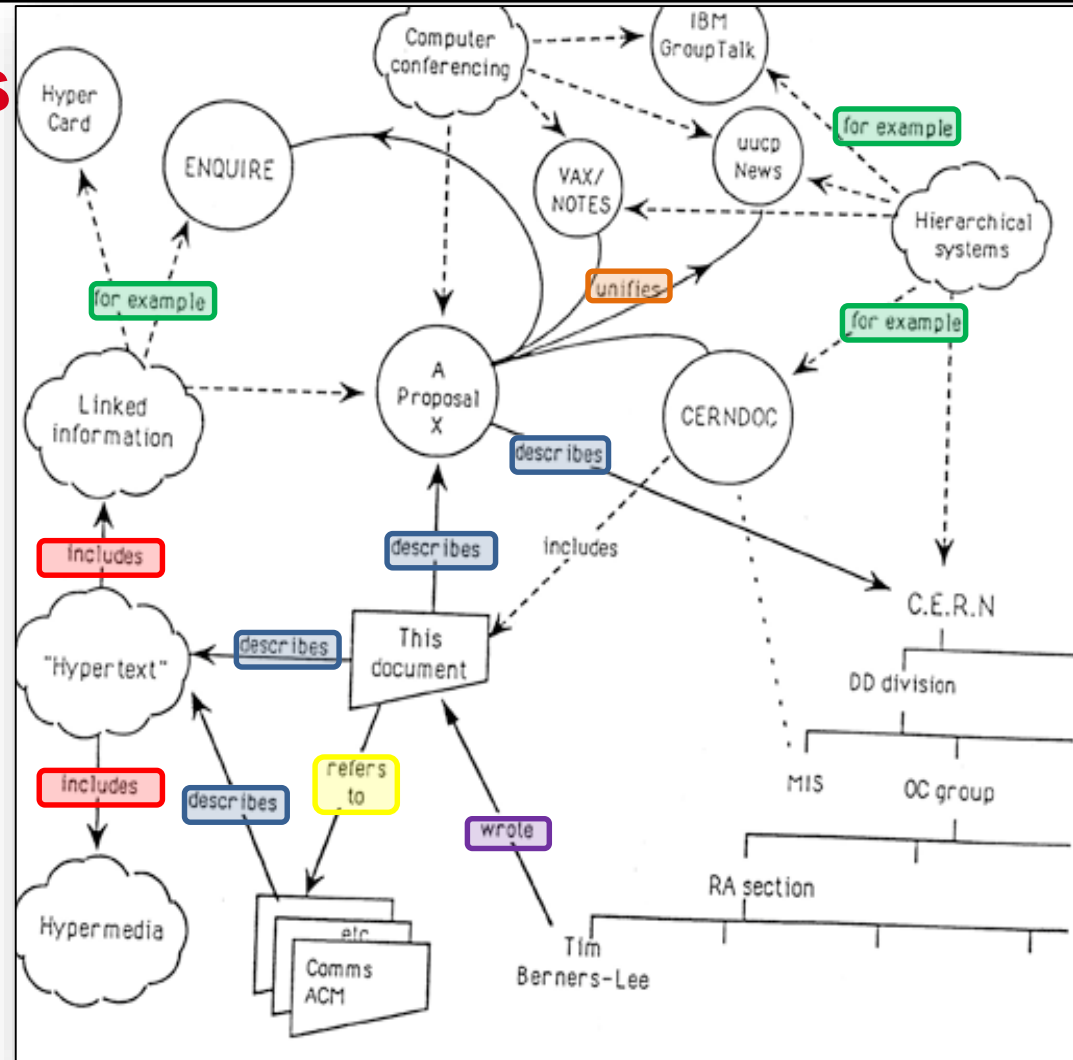 s
IBM
GroupTalk
Computer
conferencing
Hyper
Card
for example
uucp
News
ENQUIRE
VAX/
NOTES
Hierarchical
systems
unifies
for example
for example
A
Proposal
X
Linked
information
CERNDOC
describes
includes
describes
includes
C.E.R.N
This
document
describes
"Hypertext"
DD division
refers
to
includes
describes
MIS
OC group
wrote
RA section
Hypermedia
etc
Tim
Berners-Lee
Comms
ACM